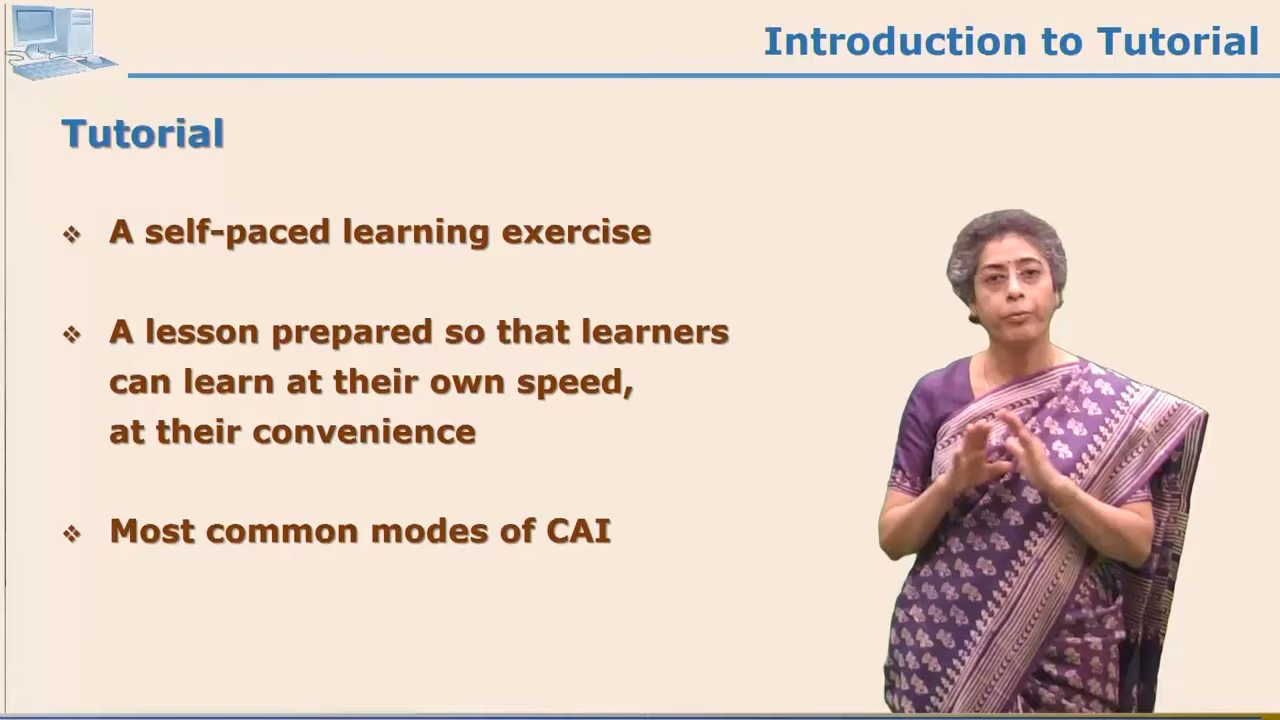 Introduction to Tutorial
Tutorial
A self-paced learning exercise
A lesson prepared so that learners
can learn at their own speed,
at their convenience
Most common modes of CAI